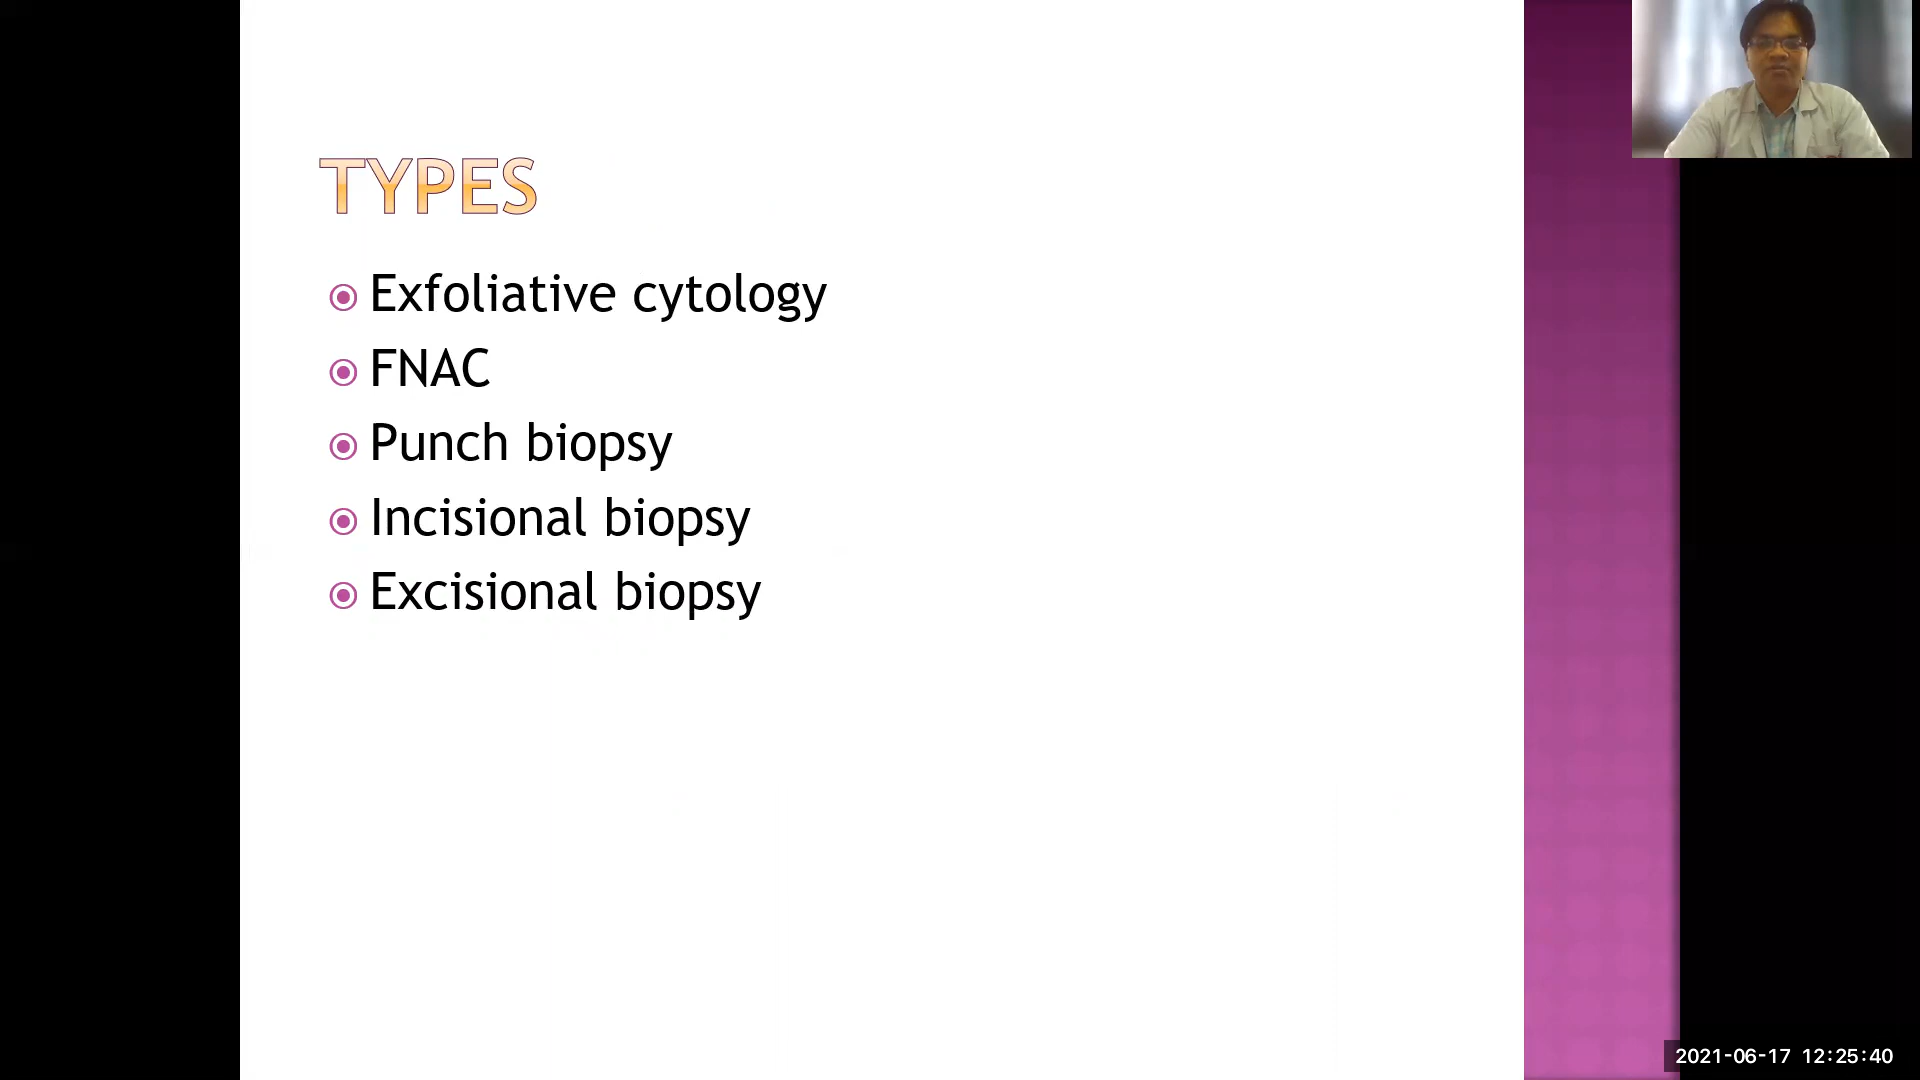 TYPES
Exfoliative cytology
FNAC
Punch biopsy
Incisional biopsy
Excisional biopsy
2021-06-17 12:25:40